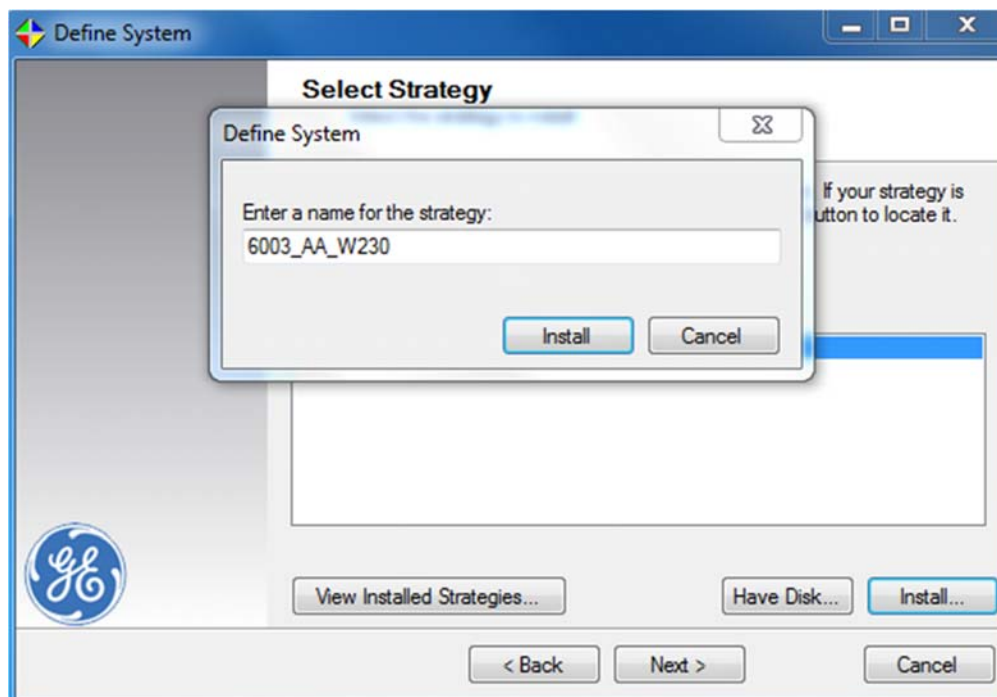 Define System
Select Strategy
Define System
If your strategy is
utton to locate it.
Enter a name for the strategy:
6003_AA_W230
Install
Cancel
GE
View Installed Strategies...
Have Disk...
Install...
< Back
Next >
Cancel